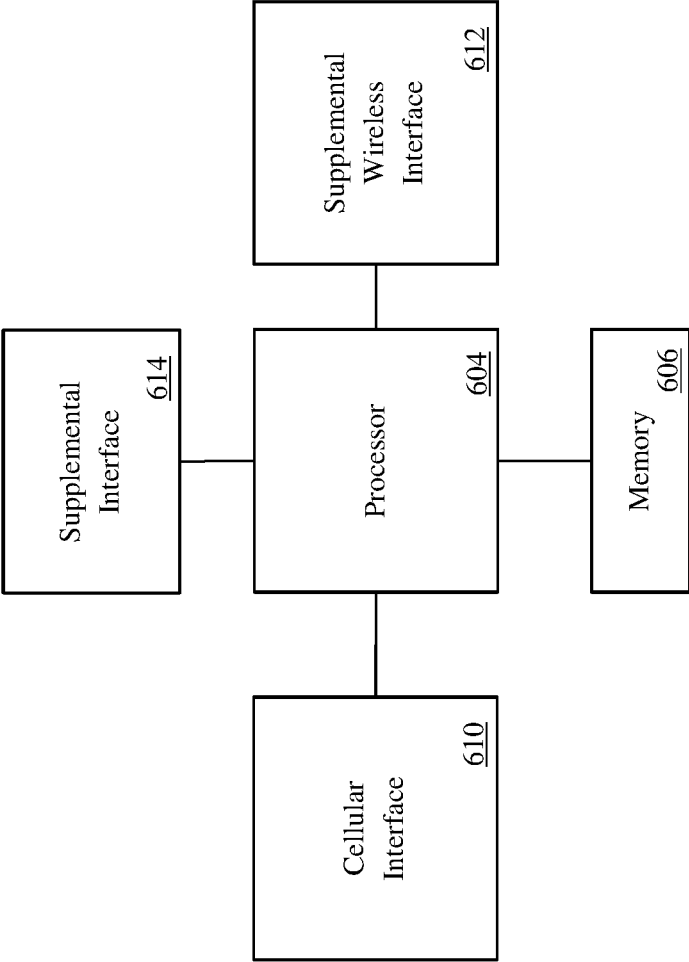 Supplemental
Interface
614
Cellular
Interface
610
Processor
604
Supplemental
Wireless
Interface
612
Memory
606